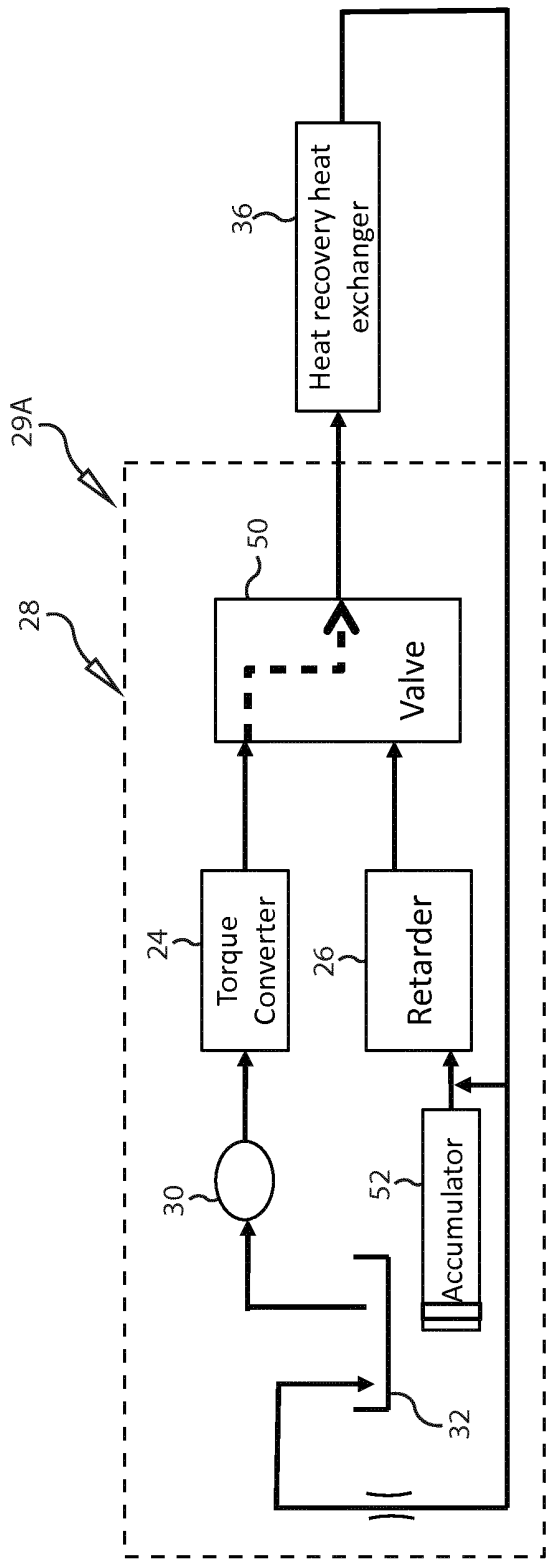 29A
28
36
Heat recovery heat
exchanger
50
Valve
24
Torque
Converter
26
Retarder
30
52
Accumulator
32